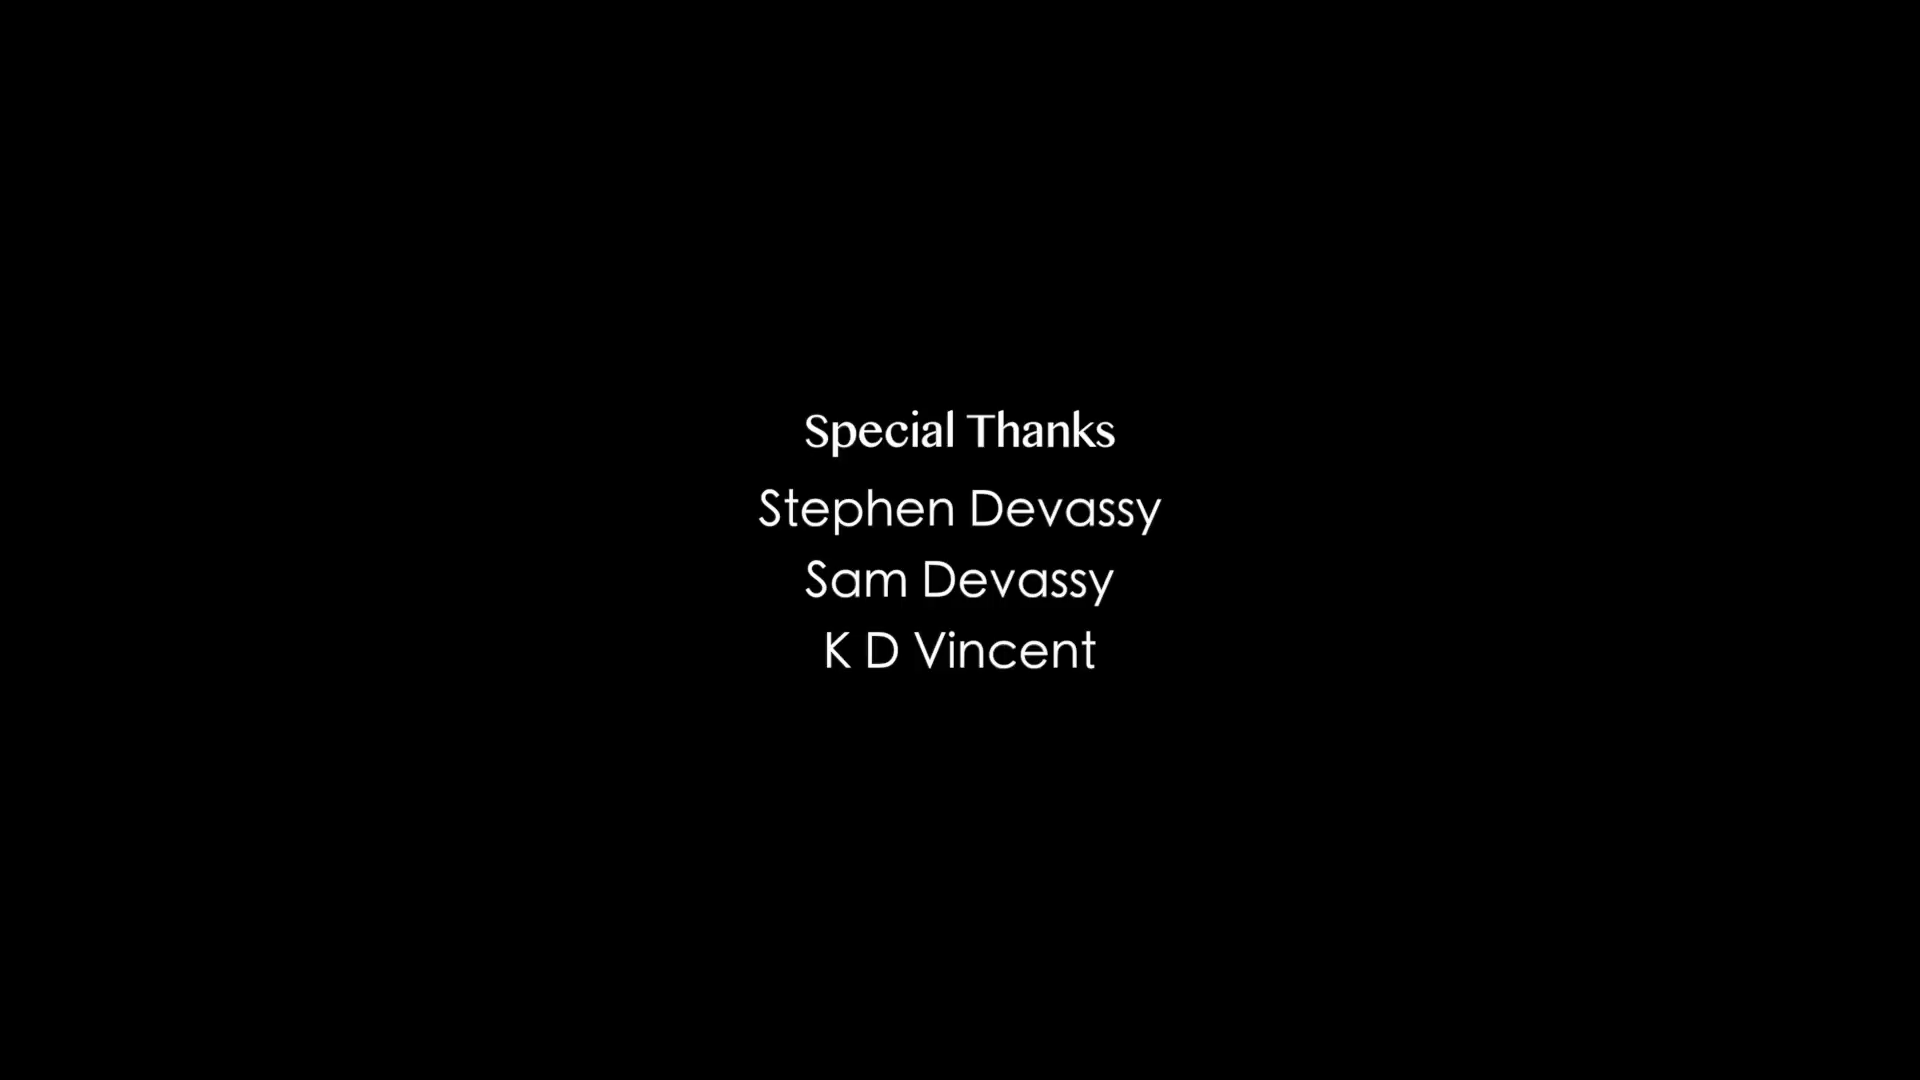 Special Thanks
Stephen Devassy
Sam Devassy
K D Vincent